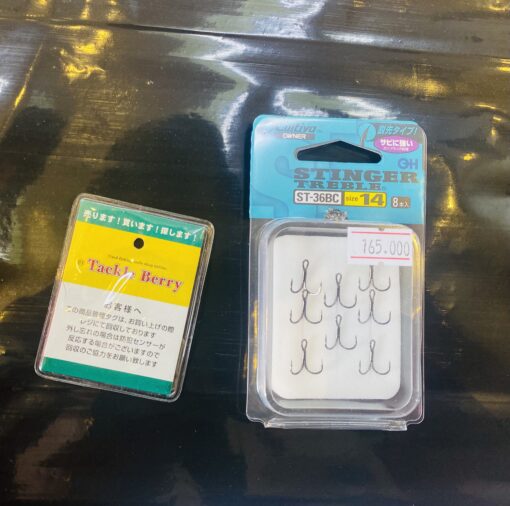 売ります!買います!探します!
Tackle Berry
お客様へ
この商品管理タグは、お買い上げの際
レジにて回収しております
外し忘れの場合は防犯センサーが
反応する場合がございますので
回収のご協力をお願い致します
Cultiva
OWNER
タイプ!
サビに強い
STINGER
TREBLE
ST-36BC
size 14
8本入
165.000